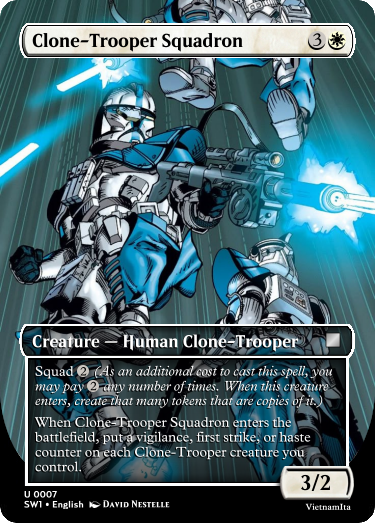 Clone-Trooper Squadron 3
Creature — Human Clone-Trooper
Squad 2 (As an additional cost to cast this spell, you
may pay 2 any number of times. When this creature
enters, create that many tokens that are copies of it.)
When Clone-Trooper Squadron enters the
battlefield, put a vigilance, first strike, or haste
counter on each Clone-Trooper creature you
control.
3/2
U 0007
SW1 • English DAVID NESTELLE
VietnamIta